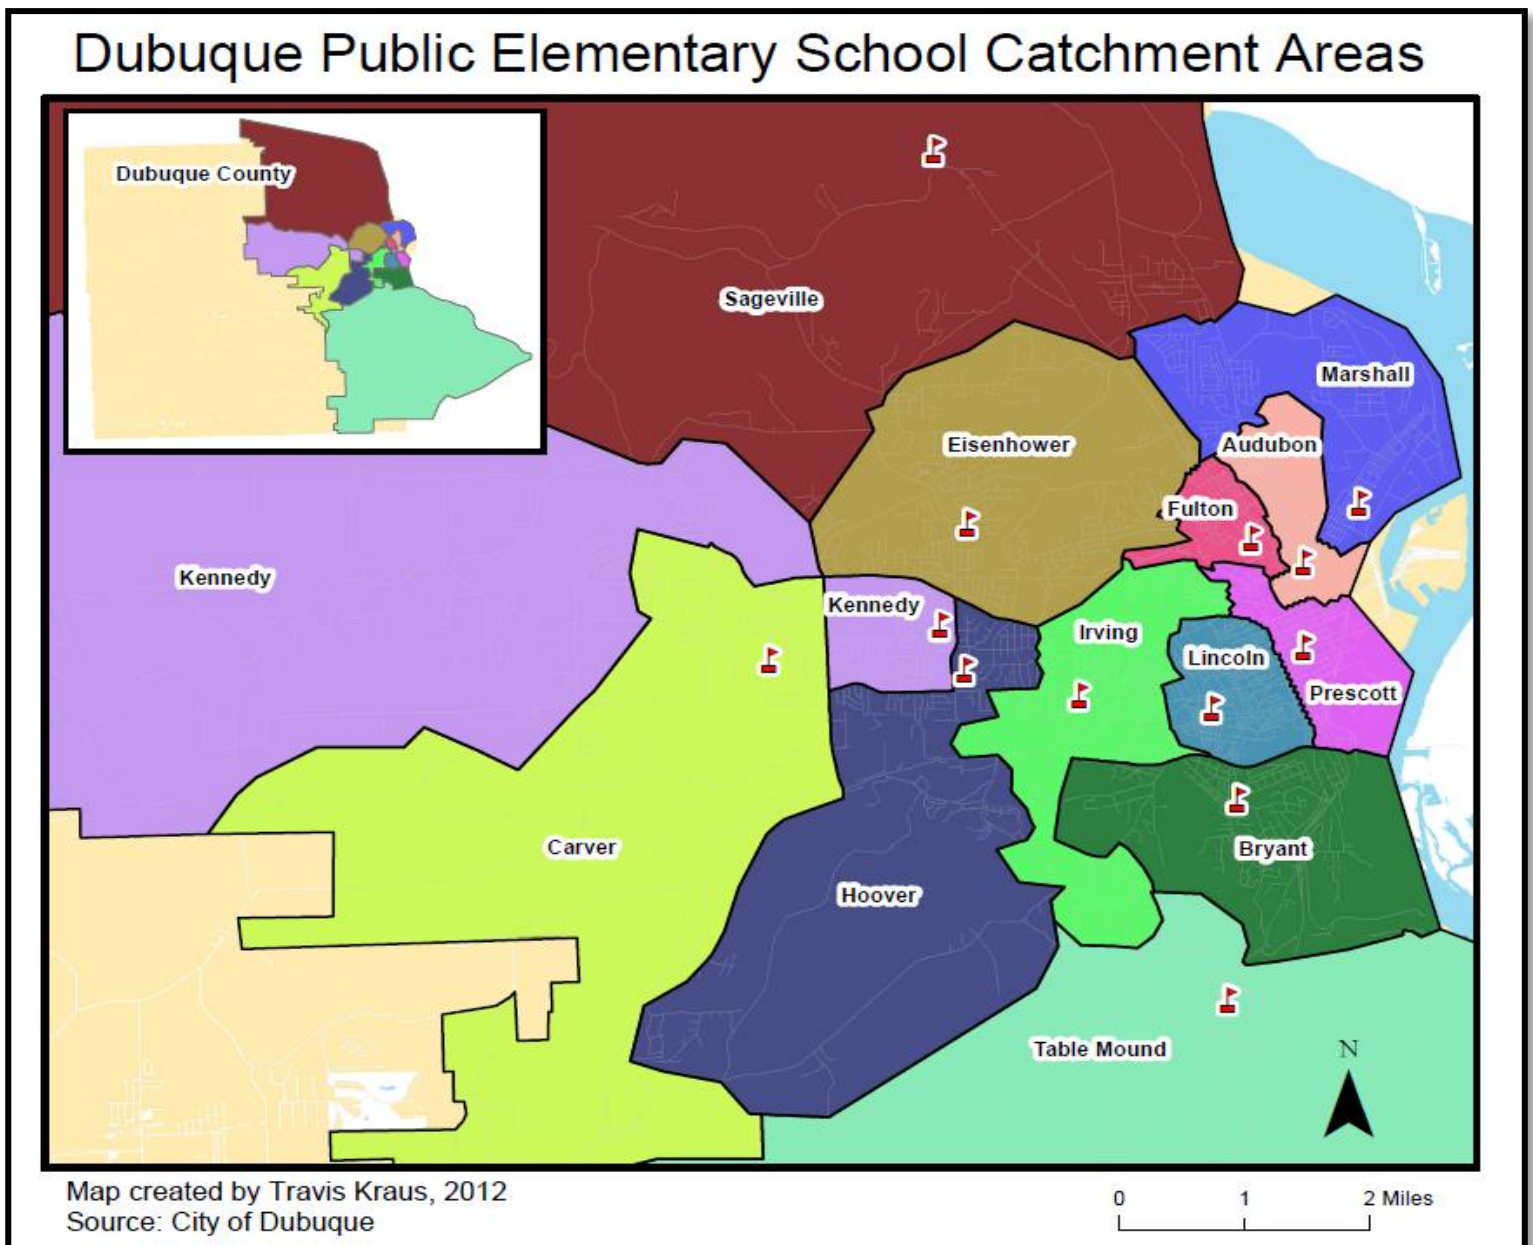 Dubuque Public Elementary School Catchment Areas
Dubuque County
Sageville
Marshall
Eisenhower
Audubon
Fulton
Kennedy
Kennedy
Irving
Lincoln
Prescott
Carver
Bryant
Hoover
Table Mound
N
Map created by Travis Kraus, 2012
Source: City of Dubuque
0 1 2 Miles